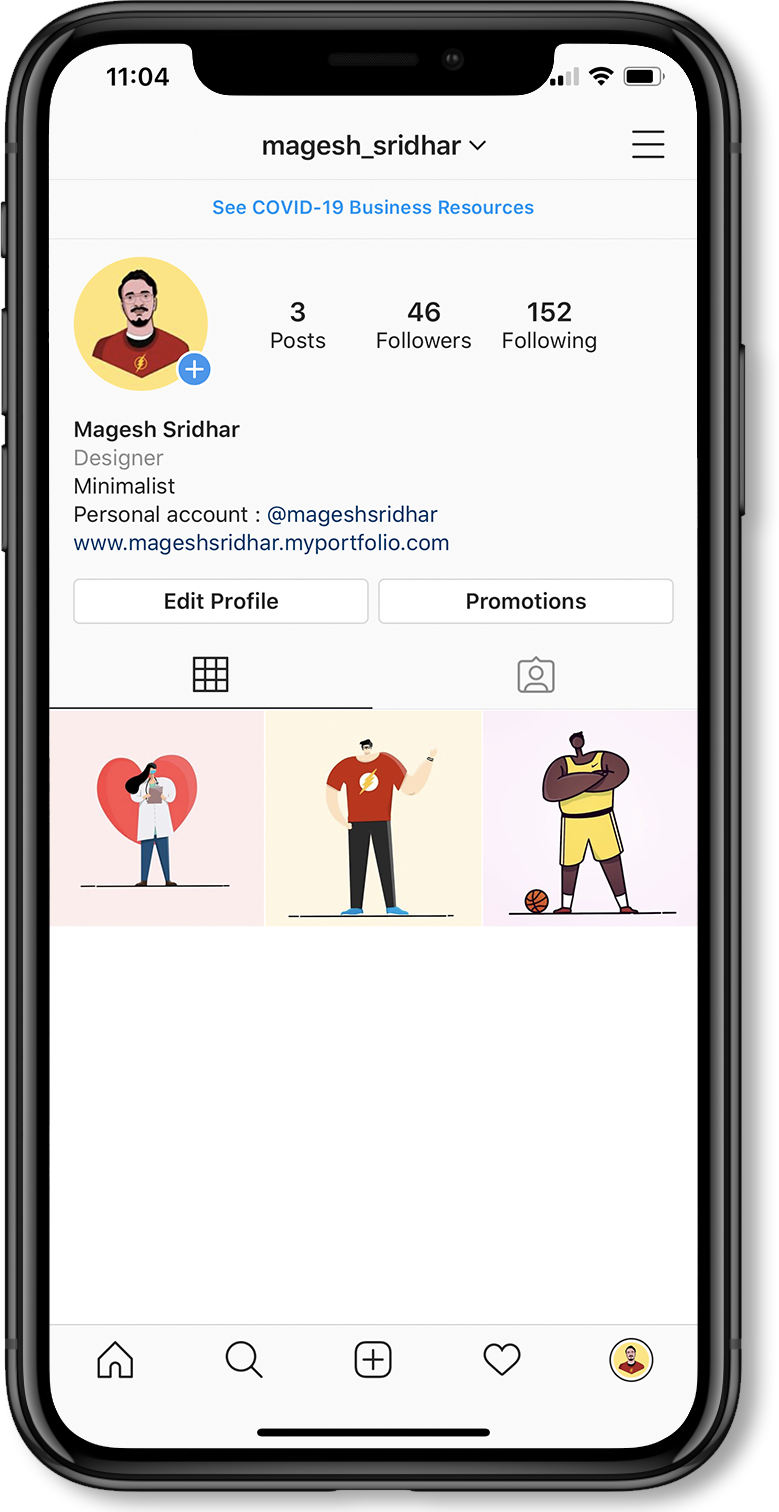 11:04
magesh_sridhar
See COVID-19 Business Resources
3
46
152
Posts
Followers
Following
Magesh Sridhar
Designer
Minimalist
Personal account : @mageshsridhar
www.mageshsridhar.myportfolio.com
Edit Profile
Promotions